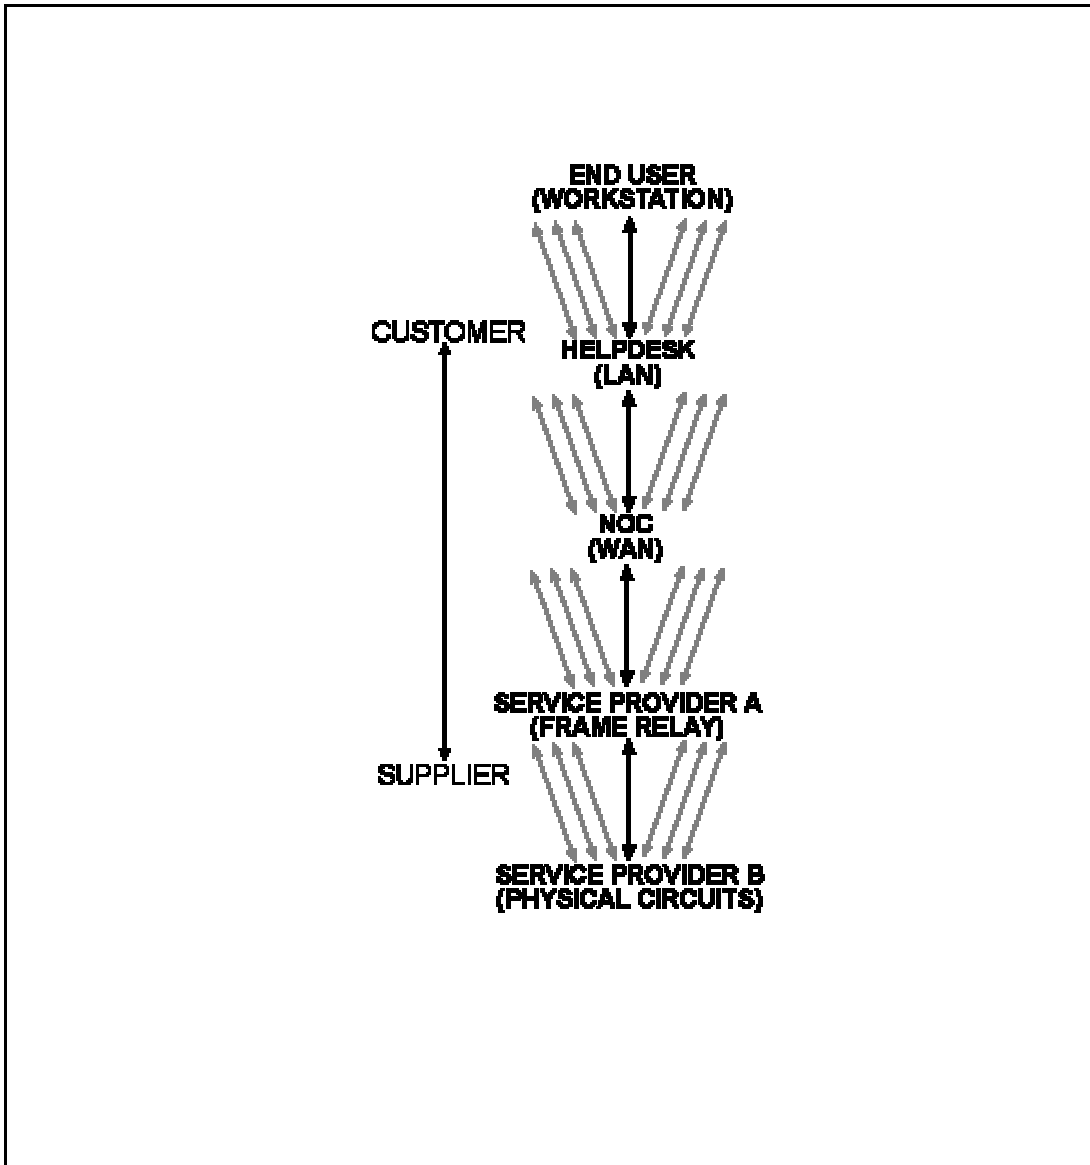 END USER
(WORKSTATION)
CUSTOMER
HELPDESK
(LAN)
NOC
(WAN)
SERVICE PROVIDER A
(FRAME RELAY)
SUPPLIER
SERVICE PROVIDER B
(PHYSICAL CIRCUITS)